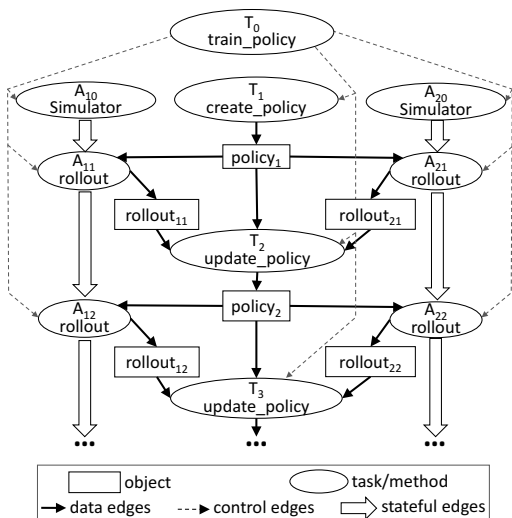 T₀
train_policy
A₁₀
Simulator
T₁
create_policy
A₂₀
Simulator
A₁₁
rollout
policy₁
A₂₁
rollout
rollout₁₁
rollout₂₁
T₂
update_policy
A₁₂
rollout
policy₂
A₂₂
rollout
rollout₁₂
rollout₂₂
T₃
update_policy
... ... ...
object
task/method
data edges
control edges
stateful edges